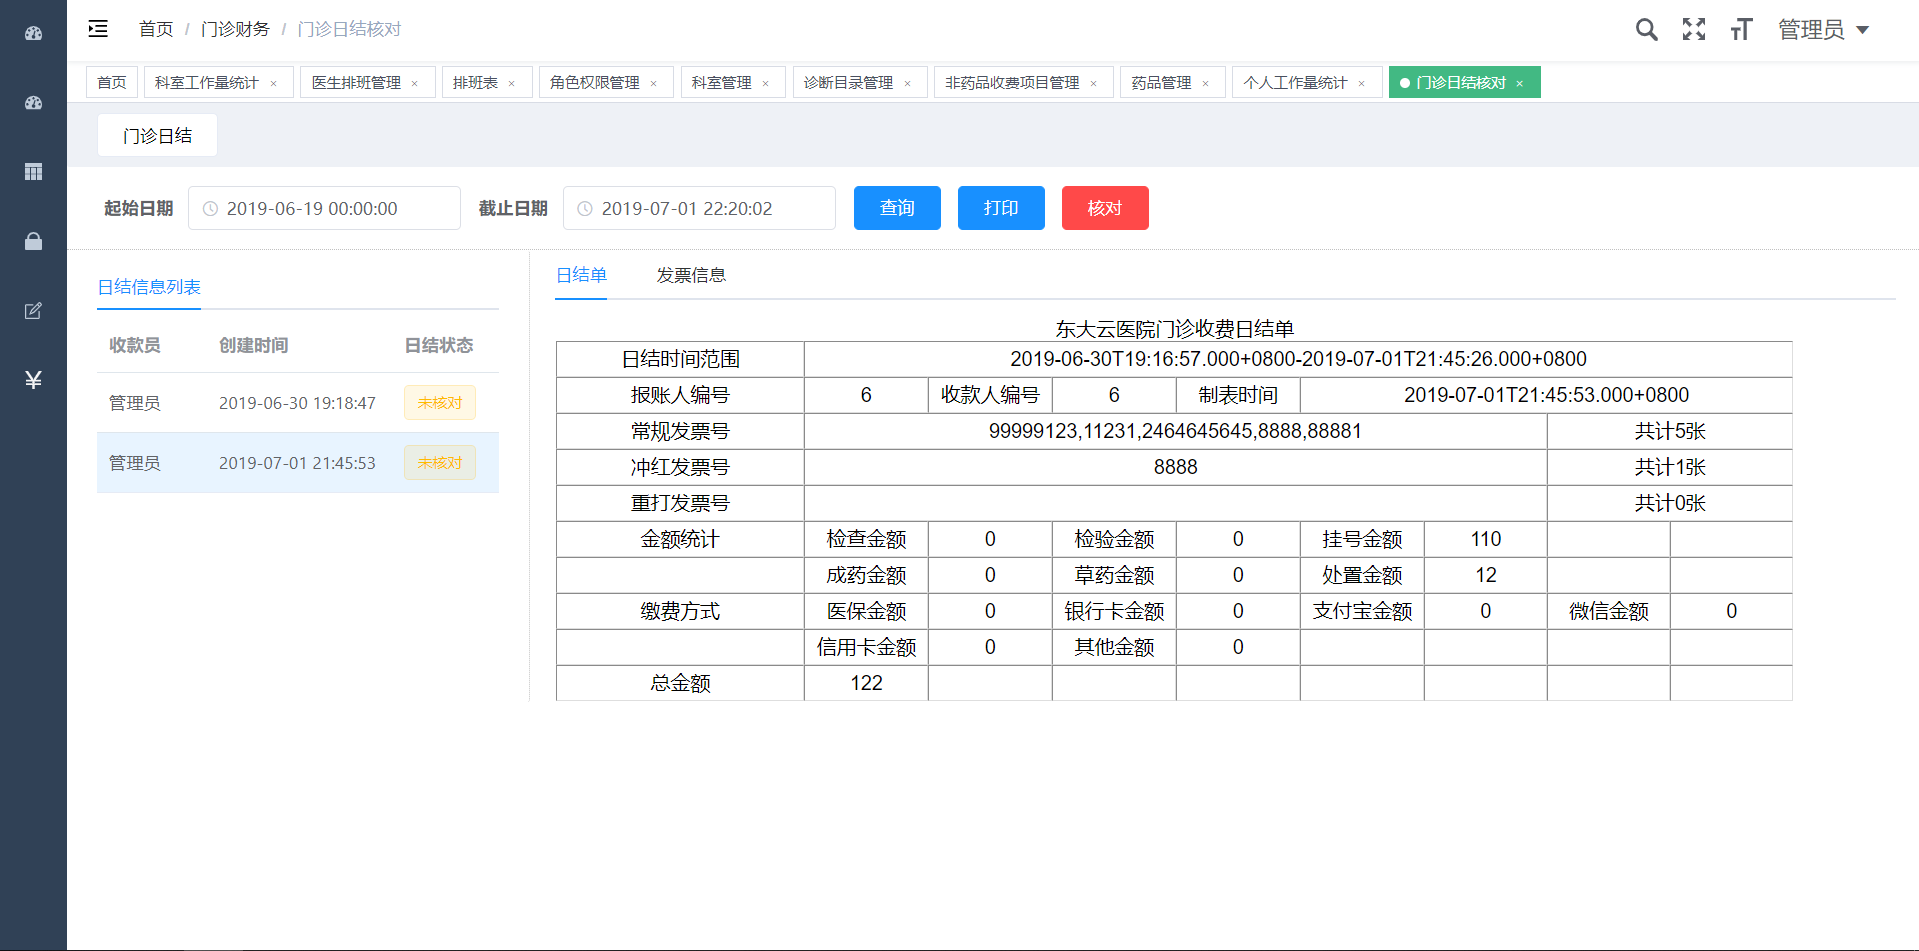 首页 / 门诊财务 / 门诊日结核对
管理员
首页 科室工作量统计 × 医生排班管理 × 排班表 × 角色权限管理 × 科室管理 × 诊断目录管理 × 非药品收费项目管理 × 药品管理 × 个人工作量统计 × 门诊日结核对 ×
门诊日结
起始日期 2019-06-19 00:00:00 截止日期 2019-07-01 22:20:02 查询 打印 核对
日结信息列表
收款员 创建时间 日结状态
管理员 2019-06-30 19:18:47 未核对
管理员 2019-07-01 21:45:53 未核对
日结单 发票信息
东大云医院门诊收费日结单
日结时间范围 2019-06-30T19:16:57.000+0800-2019-07-01T21:45:26.000+0800
报账人编号 6 收款人编号 6 制表时间 2019-07-01T21:45:53.000+0800
常规发票号 99999123,11231,2464645645,8888,88881 共计5张
冲红发票号 8888 共计1张
重打发票号 共计0张
金额统计 检查金额 0 检验金额 0 挂号金额 110
成药金额 0 草药金额 0 处置金额 12
缴费方式 医保金额 0 银行卡金额 0 支付宝金额 0 微信金额 0
信用卡金额 0 其他金额 0
总金额 122